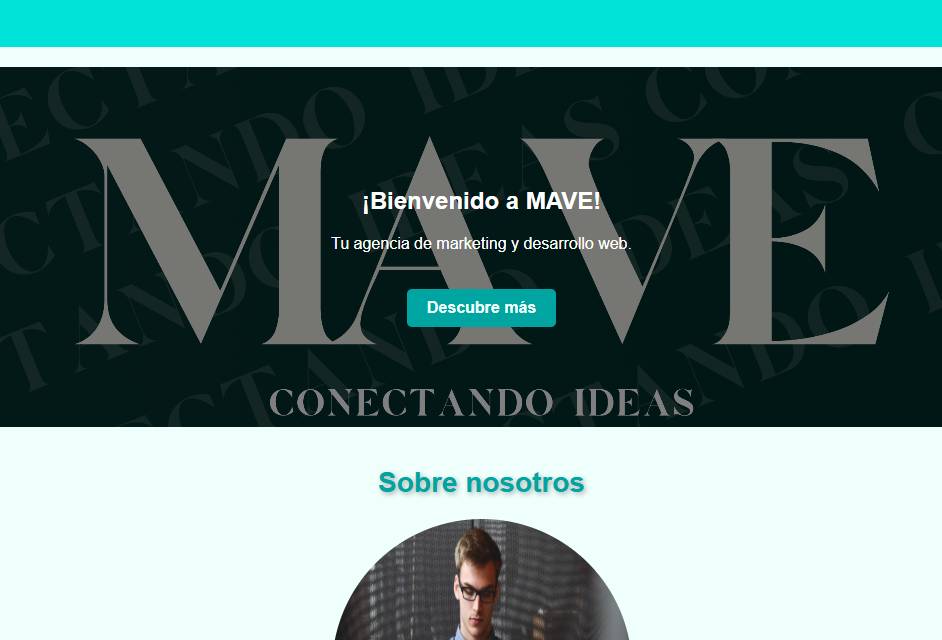 MAVE
¡Bienvenido a MAVE!
Tu agencia de marketing y desarrollo web.
Descubre más
CONECTANDO IDEAS
Sobre nosotros